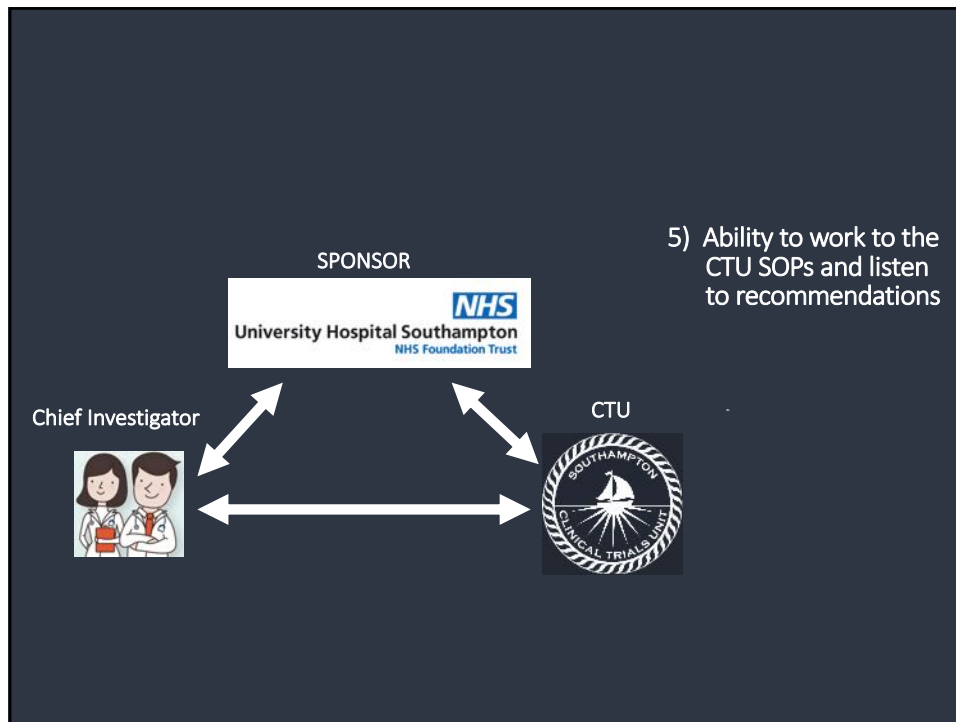 5) Ability to work to the
CTU SOPs and listen
to recommendations
SPONSOR
NHS
University Hospital Southampton
NHS Foundation Trust
Chief Investigator
CTU
SOUTHAMPTON
CLINICAL TRIALS UNIT